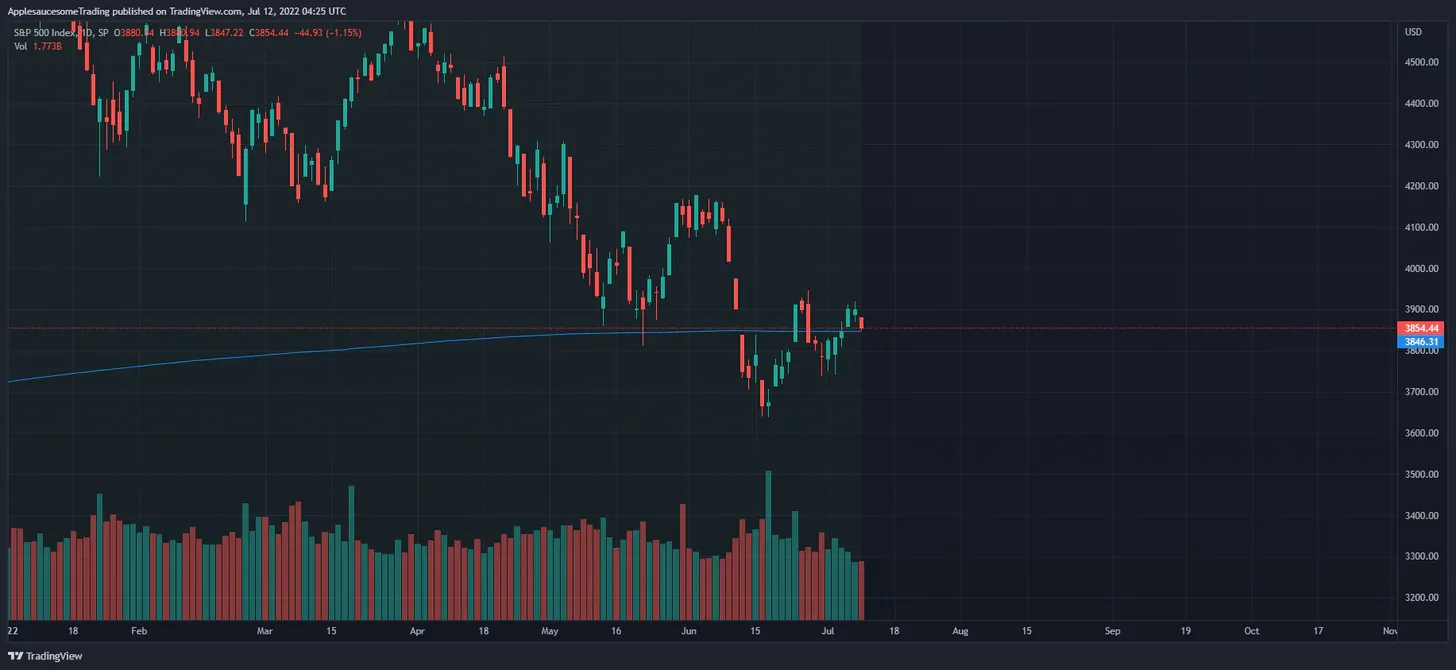 ApplesaucesomeTrading published on TradingView.com, Jul 12, 2022 04:25 UTC
S&P 500 Index, 1D, SP O3880.94 H3880.94 L3847.22 C3854.44 −44.93 (−1.15%)
Vol 1.773B
USD
4500.00
4400.00
4300.00
4200.00
4100.00
4000.00
3900.00
3854.44
3846.31
3800.00
3700.00
3600.00
3500.00
3400.00
3300.00
3200.00
22 18 Feb Mar 15 Apr 18 May 16 Jun 15 Jul 18 Aug 15 Sep 19 Oct 17 Nov
TradingView